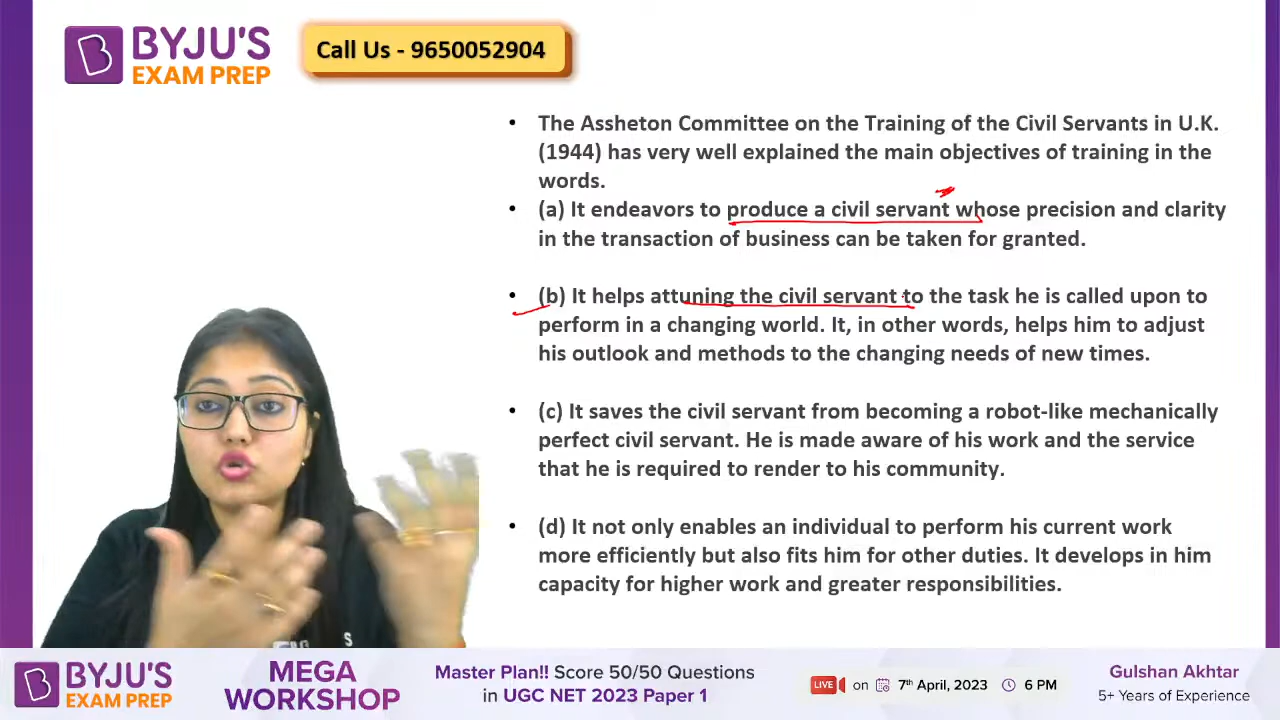 BYJU'S
EXAM PREP
Call Us - 9650052904
• The Assheton Committee on the Training of the Civil Servants in U.K.
(1944) has very well explained the main objectives of training in the
words.
• (a) It endeavors to produce a civil servant whose precision and clarity
in the transaction of business can be taken for granted.
• (b) It helps attuning the civil servant to the task he is called upon to
perform in a changing world. It, in other words, helps him to adjust
his outlook and methods to the changing needs of new times.
• (c) It saves the civil servant from becoming a robot-like mechanically
perfect civil servant. He is made aware of his work and the service
that he is required to render to his community.
• (d) It not only enables an individual to perform his current work
more efficiently but also fits him for other duties. It develops in him
capacity for higher work and greater responsibilities.
BYJU'S
EXAM PREP
MEGA
WORKSHOP
Master Plan!! Score 50/50 Questions
in UGC NET 2023 Paper 1
LIVE on 7th April, 2023 6 PM
Gulshan Akhtar
5+ Years of Experience